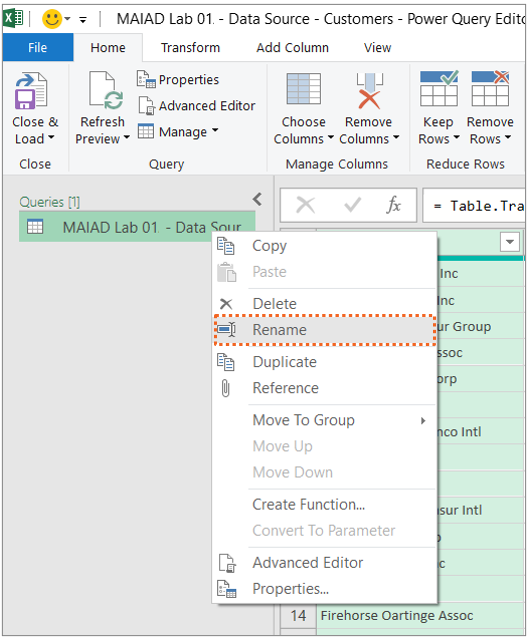 MAIAD Lab 01. - Data Source - Customers - Power Query Edito
File Home Transform Add Column View
Close & Load
Refresh Preview
Properties
Advanced Editor
Manage
Choose Columns
Remove Columns
Keep Rows
Remove Rows
Close Query Manage Columns Reduce Rows
Queries [1]
fx = Table.Tra
MAIAD Lab 01. - Data Sour
Copy
Paste
Delete
Rename
Duplicate
Reference
Move To Group
Move Up
Move Down
Create Function...
Convert To Parameter
Advanced Editor
Properties...
Inc
Inc
ur Group
ssoc
orp
nco Intl
sur Intl
14 Firehorse Oartinge Assoc